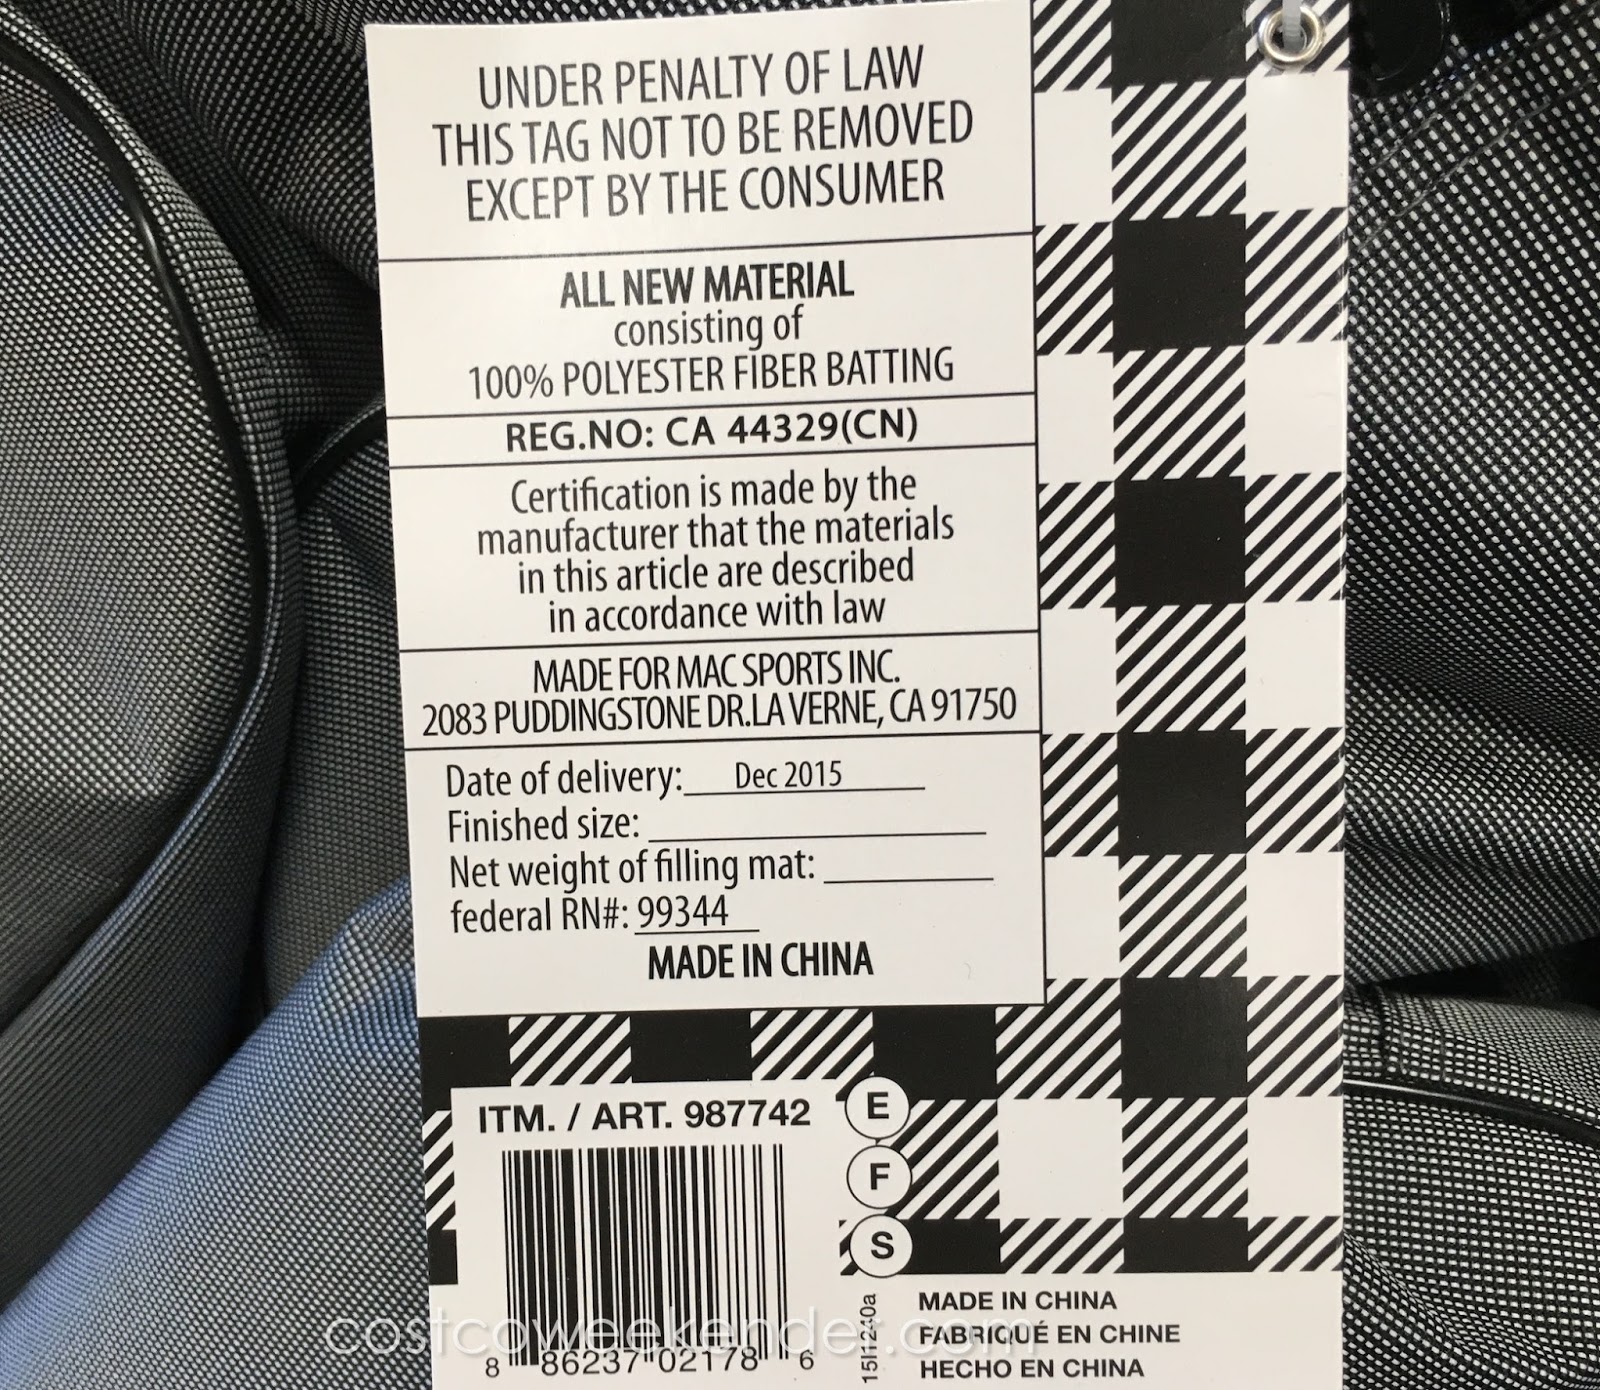 UNDER PENALTY OF LAW
THIS TAG NOT TO BE REMOVED
EXCEPT BY THE CONSUMER
ALL NEW MATERIAL
consisting of
100% POLYESTER FIBER BATTING
REG.NO: CA 44329(CN)
Certification is made by the
manufacturer that the materials
in this article are described
in accordance with law
MADE FOR MAC SPORTS INC.
2083 PUDDINGSTONE DR.LA VERNE, CA 91750
Date of delivery: Dec 2015
Finished size:
Net weight of filling mat:
federal RN#: 99344
MADE IN CHINA
ITM. / ART. 987742
E
F
S
8 86237 02178 6
15I1240a
MADE IN CHINA
FABRIQUÉ EN CHINE
HECHO EN CHINA
costcoweekender.com